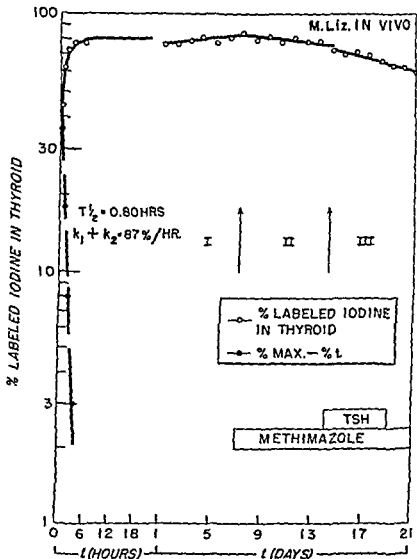 M.Liz. IN VIVO
100
80
30
10
3
1
% LABELED IODINE IN THYROID
T½ = 0.80 HRS
k₁ + k₂ = 87%/HR.
I
II
III
% LABELED IODINE
IN THYROID
% MAX. - % t
TSH
METHIMAZOLE
0 6 12 18 1 5 9 13 17 21
t (HOURS)
t (DAYS)